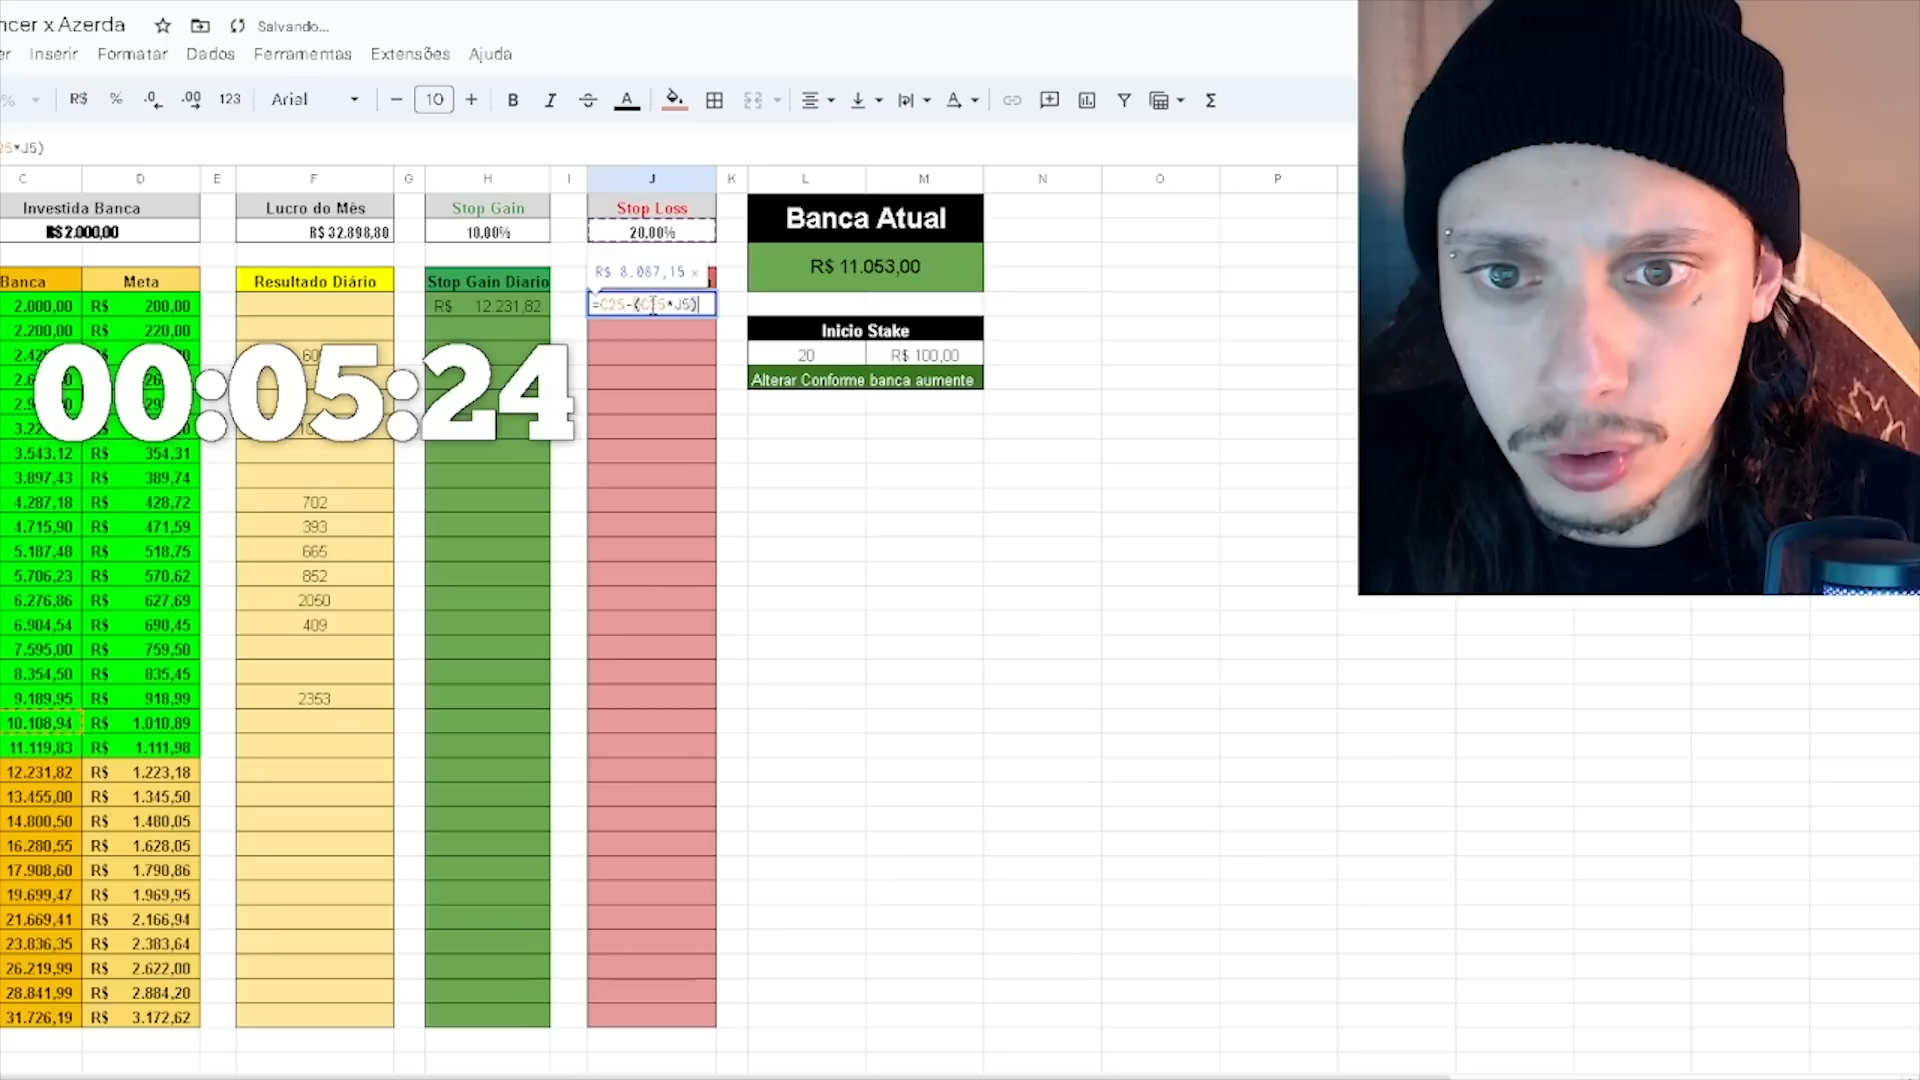 ncer x Azerda Salvando...
er Inserir Formatar Dados Ferramentas Extensões Ajuda
% R$ % .0 .00 123 Arial 10 B I A
25*J5)
C D E F G H I J K L M N O P
Investida Banca Lucro do Mês Stop Gain Stop Loss Banca Atual
R$ 2.000,00 R$ 32.898,80 10,00% 20,00%
R$ 11.053,00
R$ 8.087,15 ×
Banca Meta Resultado Diário Stop Gain Diario
2.000,00 R$ 200,00 R$ 12.231,82 =C25-(C25*J5)
2.200,00 R$ 220,00 Inicio Stake
20 R$ 100,00
Alterar Conforme banca aumente
00:05:24
3.543,12 R$ 354,31
3.897,43 R$ 389,74
4.287,18 R$ 428,72 702
4.715,90 R$ 471,59 393
5.187,48 R$ 518,75 665
5.706,23 R$ 570,62 852
6.276,86 R$ 627,69 2050
6.904,54 R$ 690,45 409
7.595,00 R$ 759,50
8.354,50 R$ 835,45
9.189,95 R$ 918,99 2353
10.108,94 R$ 1.010,89
11.119,83 R$ 1.111,98
12.231,82 R$ 1.223,18
13.455,00 R$ 1.345,50
14.800,50 R$ 1.480,05
16.280,55 R$ 1.628,05
17.908,60 R$ 1.790,86
19.699,47 R$ 1.969,95
21.669,41 R$ 2.166,94
23.836,35 R$ 2.383,64
26.219,99 R$ 2.622,00
28.841,99 R$ 2.884,20
31.726,19 R$ 3.172,62